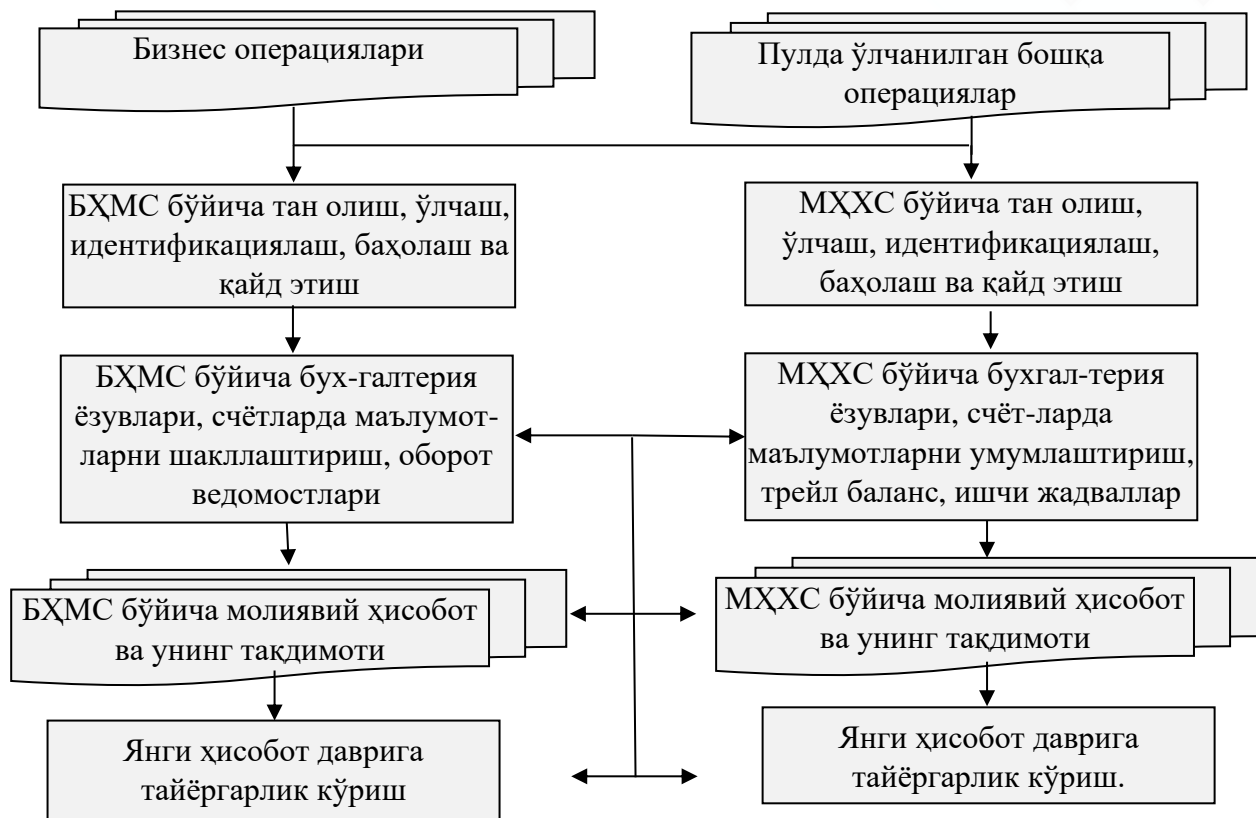 Бизнес операциялари
Пулда ўлчанилган бошқа
операциялар
БҲМС бўйича тан олиш, ўлчаш,
идентификациялаш, баҳолаш ва
қайд этиш
МҲХС бўйича тан олиш,
ўлчаш, идентификациялаш,
баҳолаш ва қайд этиш
БҲМС бўйича бух-галтерия
ёзувлари, счётларда маълумот-
ларни шакллаштириш, оборот
ведомостлари
МҲХС бўйича бухгал-терия
ёзувлари, счёт-ларда
маълумотларни умумлаштириш,
трейл баланс, ишчи жадваллар
БҲМС бўйича молиявий ҳисобот
ва унинг тақдимоти
МҲХС бўйича молиявий ҳисобот
ва унинг тақдимоти
Янги ҳисобот даврига
тайёргарлик кўриш
Янги ҳисобот даврига
тайёргарлик кўриш.